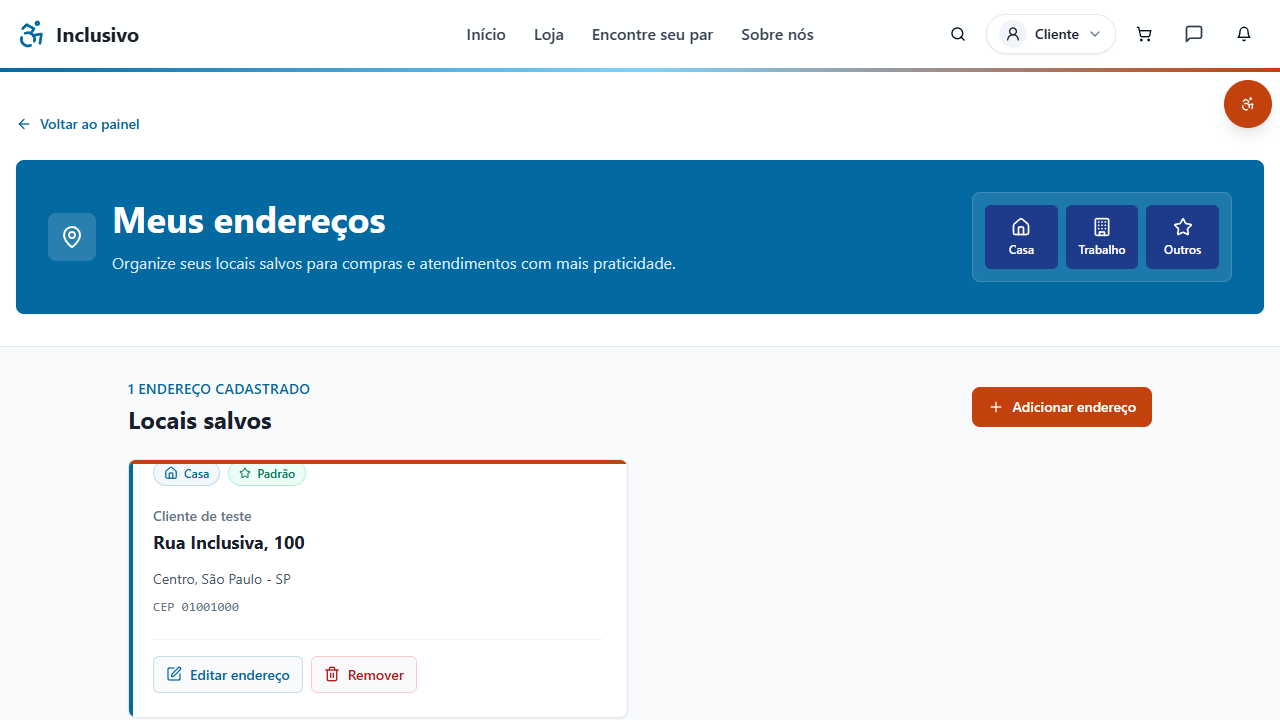 Inclusivo
Início
Loja
Encontre seu par
Sobre nós
Cliente
Voltar ao painel
Meus endereços
Organize seus locais salvos para compras e atendimentos com mais praticidade.
Casa
Trabalho
Outros
1 ENDEREÇO CADASTRADO
Locais salvos
Adicionar endereço
Casa
Padrão
Cliente de teste
Rua Inclusiva, 100
Centro, São Paulo - SP
CEP 01001000
Editar endereço
Remover